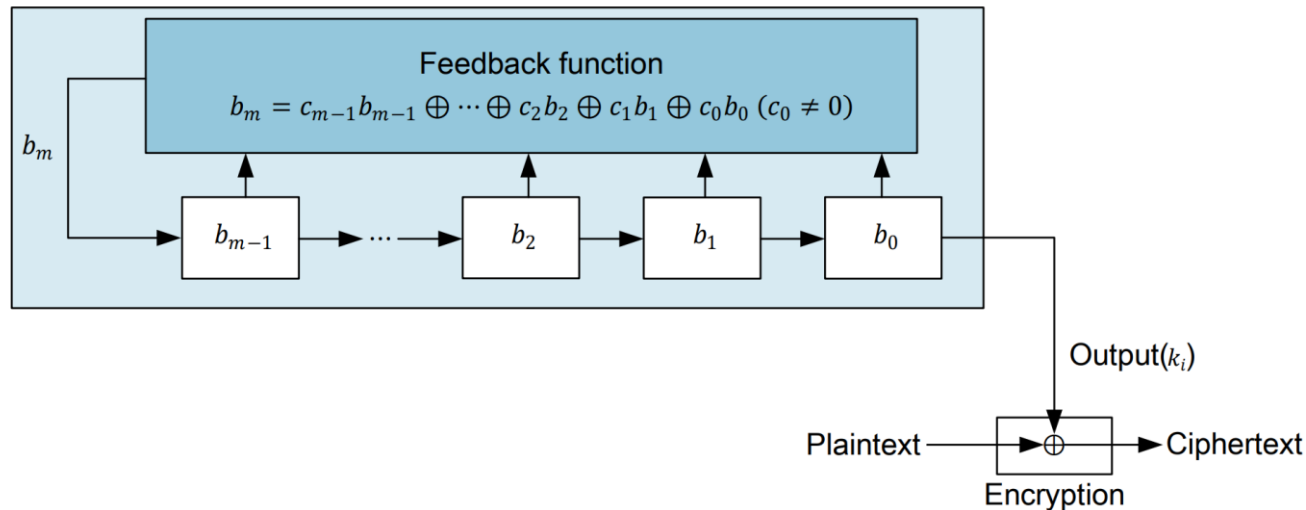 Feedback function
b_m = c_{m−1}b_{m−1} ⊕ ⋯ ⊕ c_2b_2 ⊕ c_1b_1 ⊕ c_0b_0 (c_0 ≠ 0)
b_m
b_{m−1} ⋯ b_2 b_1 b_0
Output(k_i)
Plaintext ⊕ Ciphertext
Encryption